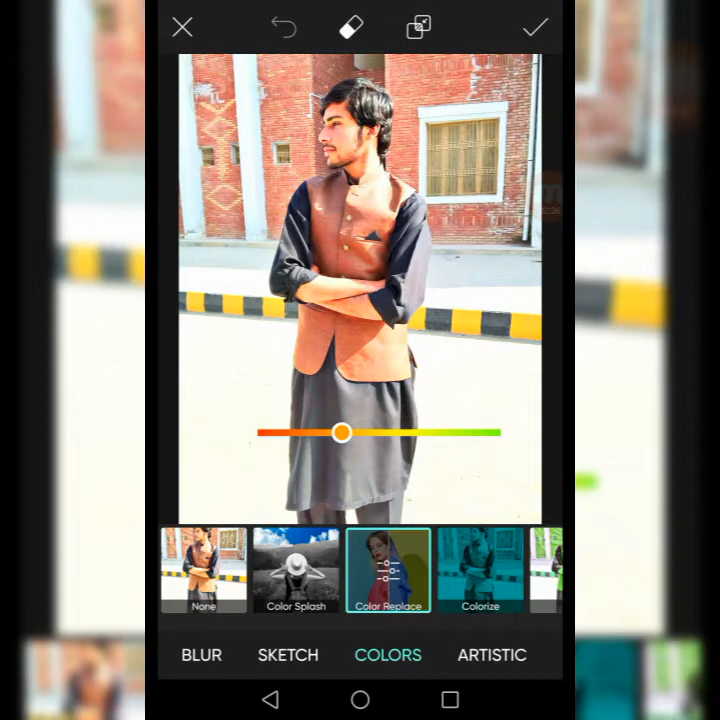 None
Color Splash
Color Replace
Colorize
BLUR
SKETCH
COLORS
ARTISTIC